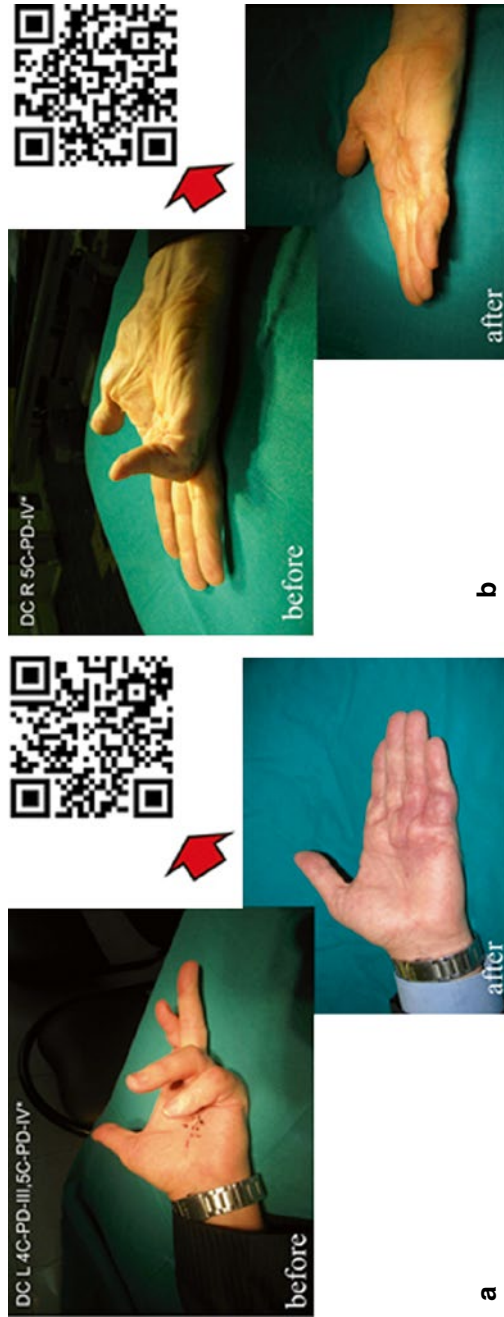 DC L 4C-PD-III,5C-PD-IV*
before
after
a
DC R 5C-PD-IV*
before
after
b